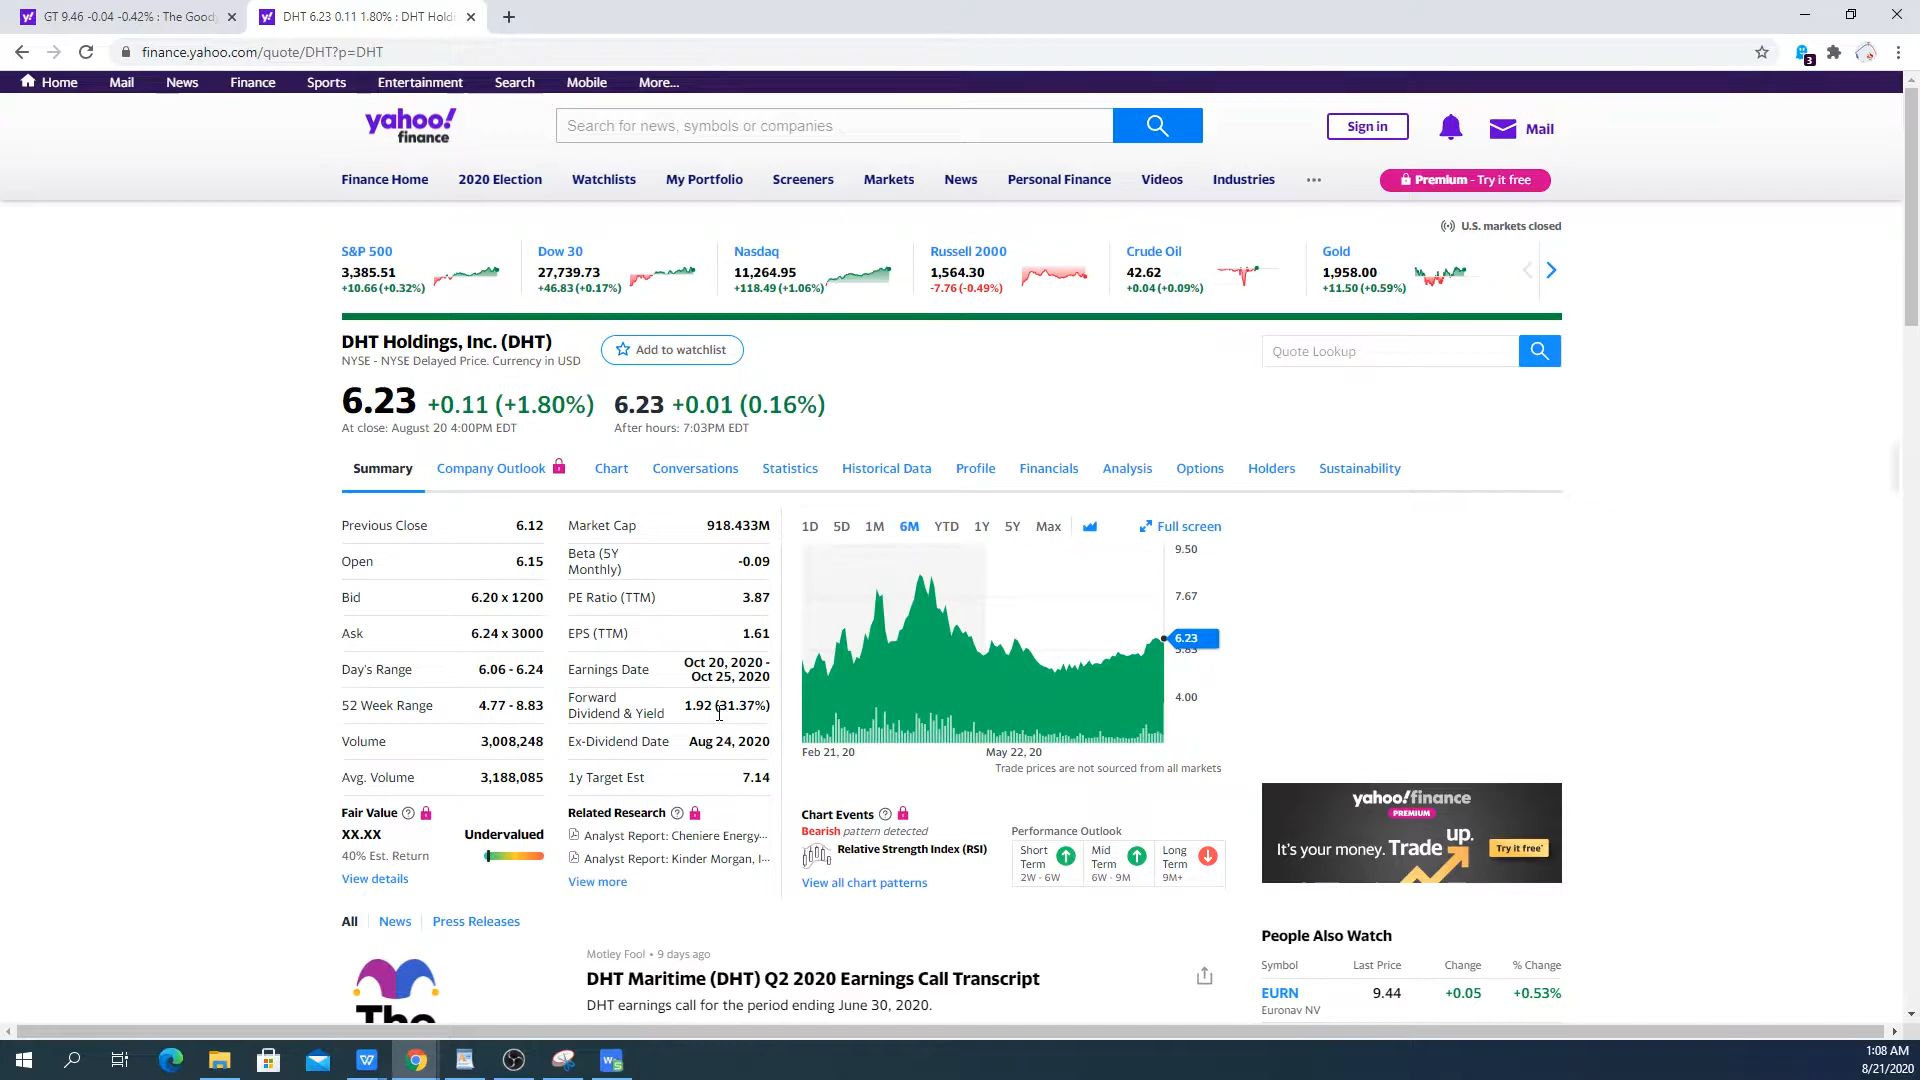 GT 9.46 -0.04 -0.42% : The Goody
DHT 6.23 0.11 1.80% : DHT Holdi
finance.yahoo.com/quote/DHT?p=DHT
3
Home Mail News Finance Sports Entertainment Search Mobile More...
yahoo!
finance
Search for news, symbols or companies
Sign in
Mail
Finance Home 2020 Election Watchlists My Portfolio Screeners Markets News Personal Finance Videos Industries ... Premium - Try it free
U.S. markets closed
S&P 500 Dow 30 Nasdaq Russell 2000 Crude Oil Gold
3,385.51 27,739.73 11,264.95 1,564.30 42.62 1,958.00
+10.66 (+0.32%) +46.83 (+0.17%) +118.49 (+1.06%) -7.76 (-0.49%) +0.04 (+0.09%) +11.50 (+0.59%)
DHT Holdings, Inc. (DHT)
NYSE - NYSE Delayed Price. Currency in USD
Add to watchlist
Quote Lookup
6.23 +0.11 (+1.80%) 6.23 +0.01 (0.16%)
At close: August 20 4:00PM EDT After hours: 7:03PM EDT
Summary Company Outlook Chart Conversations Statistics Historical Data Profile Financials Analysis Options Holders Sustainability
Previous Close 6.12
Open 6.15
Bid 6.20 x 1200
Ask 6.24 x 3000
Day's Range 6.06 - 6.24
52 Week Range 4.77 - 8.83
Volume 3,008,248
Avg. Volume 3,188,085
Market Cap 918.433M
Beta (5Y
Monthly) -0.09
PE Ratio (TTM) 3.87
EPS (TTM) 1.61
Earnings Date Oct 20, 2020 -
Oct 25, 2020
Forward
Dividend & Yield 1.92 (31.37%)
Ex-Dividend Date Aug 24, 2020
1y Target Est 7.14
1D 5D 1M 6M YTD 1Y 5Y Max Full screen
9.50
7.67
6.23
5.83
4.00
Feb 21, 20 May 22, 20
Trade prices are not sourced from all markets
Fair Value
XX.XX Undervalued
40% Est. Return
View details
Related Research
Analyst Report: Cheniere Energy...
Analyst Report: Kinder Morgan, I...
View more
Chart Events
Bearish pattern detected
Relative Strength Index (RSI)
View all chart patterns
Performance Outlook
Short
Term
2W - 6W
Mid
Term
6W - 9M
Long
Term
9M+
yahoo!finance
PREMIUM
It's your money. Trade up.
Try it free*
All News Press Releases
Motley Fool • 9 days ago
DHT Maritime (DHT) Q2 2020 Earnings Call Transcript
DHT earnings call for the period ending June 30, 2020.
The
People Also Watch
Symbol Last Price Change % Change
EURN 9.44 +0.05 +0.53%
Euronav NV
1:08 AM
8/21/2020